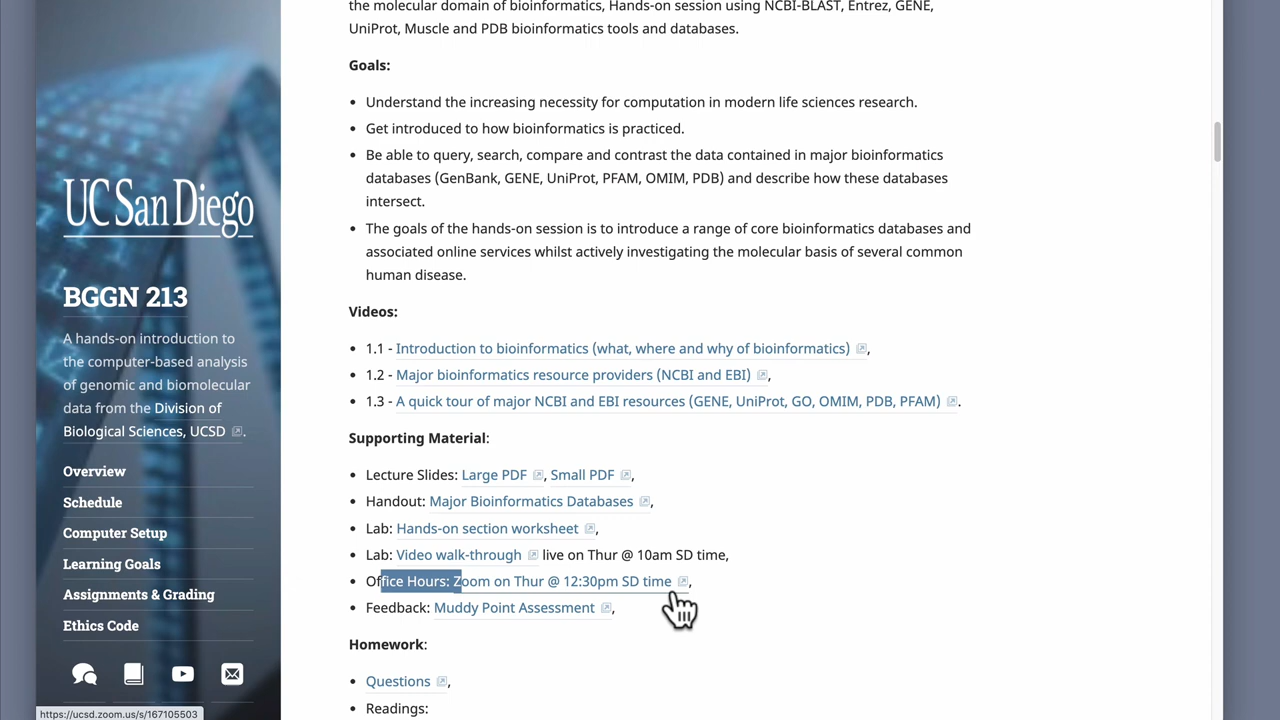 the molecular domain of bioinformatics, Hands-on session using NCBI-BLAST, Entrez, GENE,
UniProt, Muscle and PDB bioinformatics tools and databases.
Goals:
Understand the increasing necessity for computation in modern life sciences research.
Get introduced to how bioinformatics is practiced.
Be able to query, search, compare and contrast the data contained in major bioinformatics
databases (GenBank, GENE, UniProt, PFAM, OMIM, PDB) and describe how these databases
intersect.
The goals of the hands-on session is to introduce a range of core bioinformatics databases and
associated online services whilst actively investigating the molecular basis of several common
human disease.
Videos:
1.1 - Introduction to bioinformatics (what, where and why of bioinformatics),
1.2 - Major bioinformatics resource providers (NCBI and EBI),
1.3 - A quick tour of major NCBI and EBI resources (GENE, UniProt, GO, OMIM, PDB, PFAM).
Supporting Material:
Lecture Slides: Large PDF, Small PDF,
Handout: Major Bioinformatics Databases,
Lab: Hands-on section worksheet,
Lab: Video walk-through live on Thur @ 10am SD time,
Office Hours: Zoom on Thur @ 12:30pm SD time,
Feedback: Muddy Point Assessment,
Homework:
Questions,
Readings:
UC San Diego
BGGN 213
A hands-on introduction to
the computer-based analysis
of genomic and biomolecular
data from the Division of
Biological Sciences, UCSD.
Overview
Schedule
Computer Setup
Learning Goals
Assignments & Grading
Ethics Code
https://ucsd.zoom.us/s/167105503